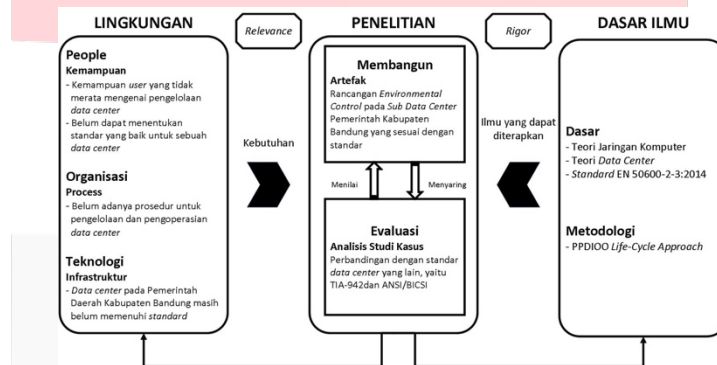 LINGKUNGAN
People
Kemampuan
- Kemampuan user yang tidak
merata mengenai pengelolaan
data center
- Belum dapat menentukan
standar yang baik untuk sebuah
data center
Organisasi
Process
- Belum adanya prosedur untuk
pengelolaan dan pengoperasian
data center
Teknologi
Infrastruktur
- Data center pada Pemerintah
Daerah Kabupaten Bandung masih
belum memenuhi standard
Relevance
Kebutuhan
PENELITIAN
Membangun
Artefak
Rancangan Environmental
Control pada Sub Data Center
Pemerintah Kabupaten
Bandung yang sesuai dengan
standar
Menilai
Menyaring
Evaluasi
Analisis Studi Kasus
Perbandingan dengan standar
data center yang lain, yaitu
TIA-942dan ANSI/BICSI
Rigor
Ilmu yang dapat
diterapkan
DASAR ILMU
Dasar
- Teori Jaringan Komputer
- Teori Data Center
- Standard EN 50600-2-3:2014
Metodologi
- PPDIOO Life-Cycle Approach